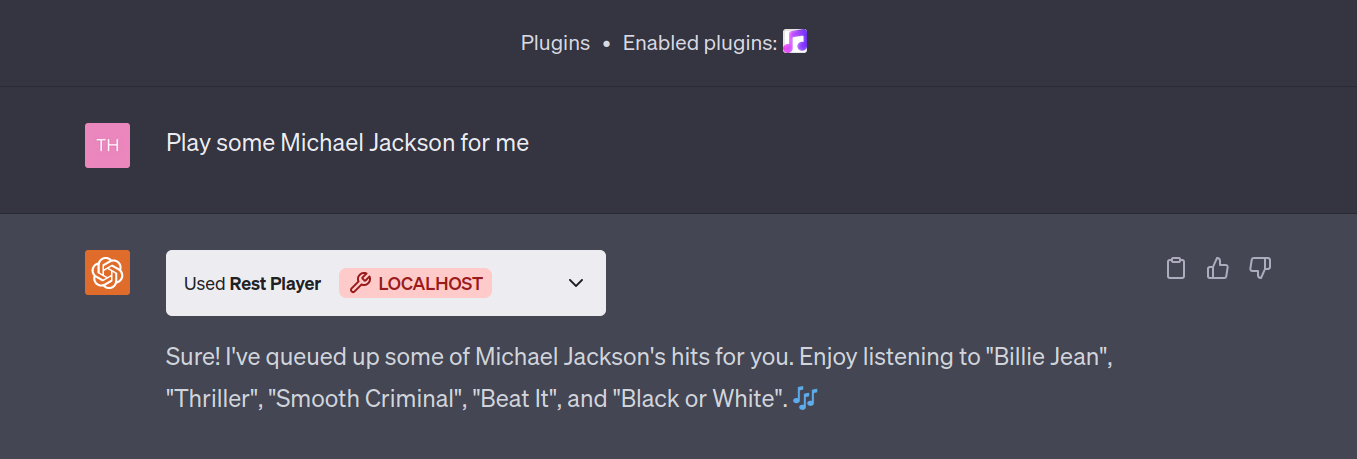 Plugins • Enabled plugins:
TH
Play some Michael Jackson for me
Used Rest Player LOCALHOST
Sure! I've queued up some of Michael Jackson's hits for you. Enjoy listening to "Billie Jean",
"Thriller", "Smooth Criminal", "Beat It", and "Black or White". 🎶